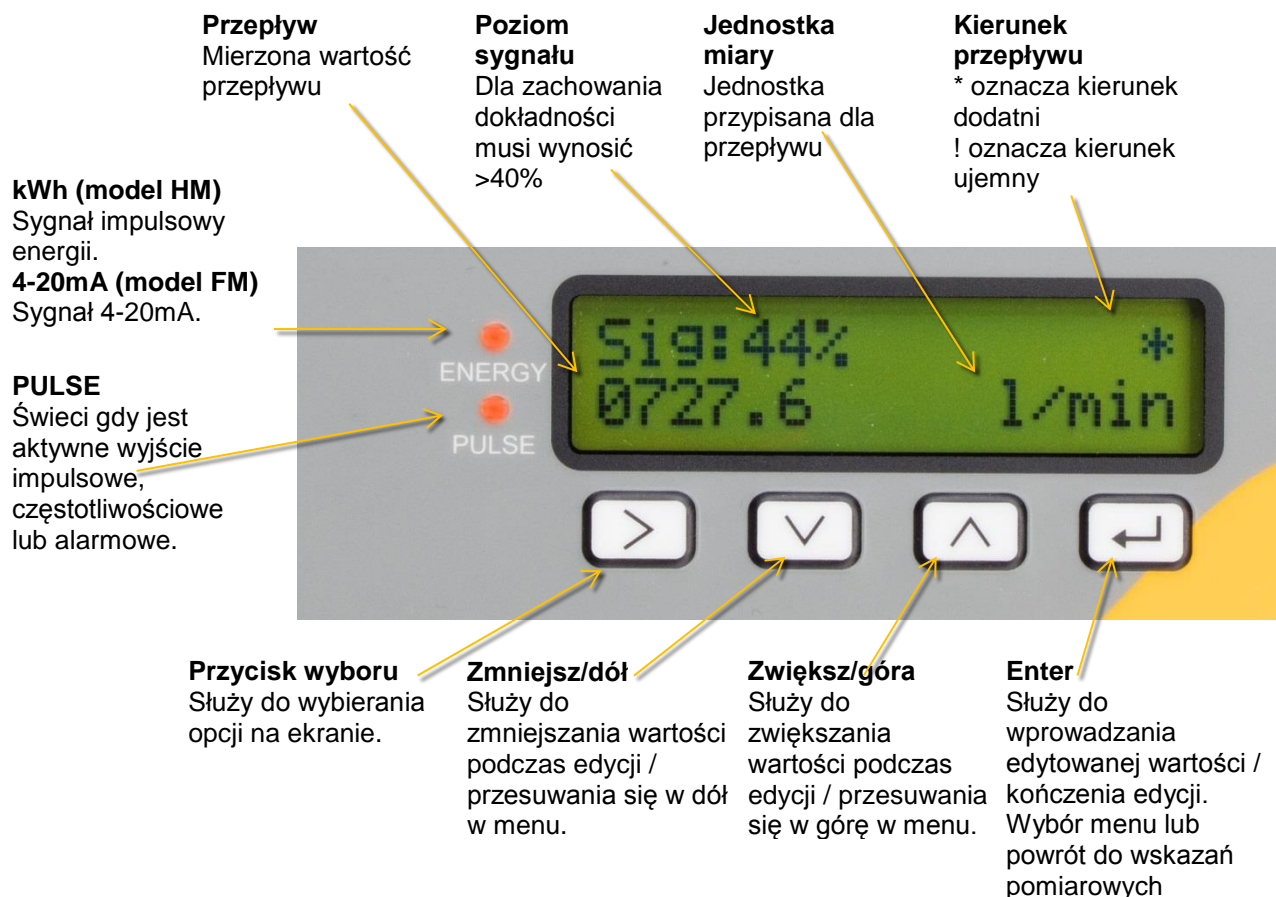 Przepływ
Mierzona wartość
przepływu
Poziom
sygnału
Dla zachowania
dokładności
musi wynosić
>40%
Jednostka
miary
Jednostka
przypisana dla
przepływu
Kierunek
przepływu
* oznacza kierunek
dodatni
! oznacza kierunek
ujemny
kWh (model HM)
Sygnał impulsowy
energii.
4-20mA (model FM)
Sygnał 4-20mA.
PULSE
Świeci gdy jest
aktywne wyjście
impulsowe,
częstotliwościowe
lub alarmowe.
ENERGY
PULSE
Sig:44% *
0727.6 l/min
Przycisk wyboru
Służy do wybierania
opcji na ekranie.
Zmniejsz/dół
Służy do
zmniejszania wartości
podczas edycji /
przesuwania się w dół
w menu.
Zwiększ/góra
Służy do
zwiększania
wartości podczas
edycji / przesuwania
się w górę w menu.
Enter
Służy do
wprowadzania
edytowanej wartości /
kończenia edycji.
Wybór menu lub
powrót do wskazań
pomiarowych